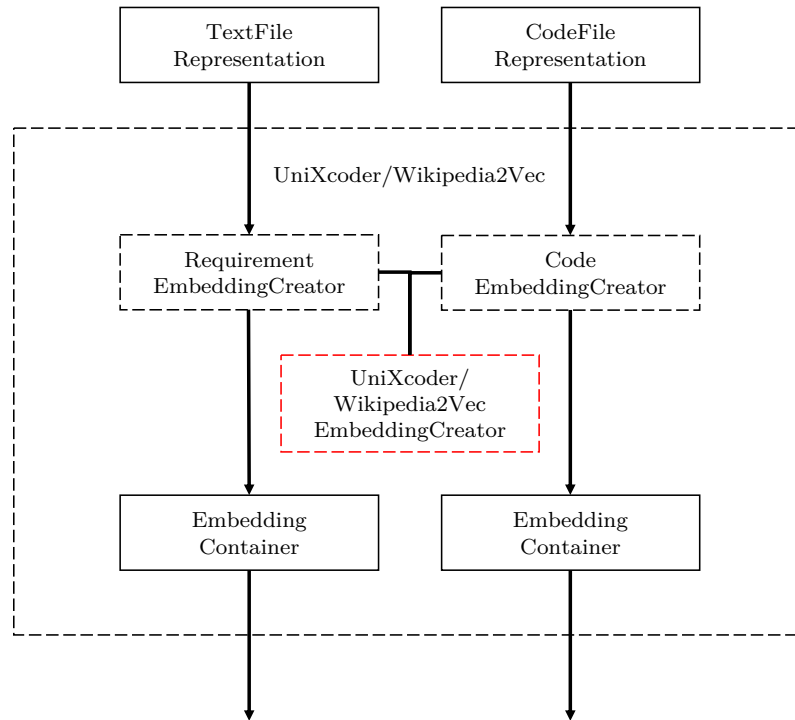 TextFile
Representation
CodeFile
Representation
UniXcoder/Wikipedia2Vec
Requirement
EmbeddingCreator
Code
EmbeddingCreator
UniXcoder/
Wikipedia2Vec
EmbeddingCreator
Embedding
Container
Embedding
Container